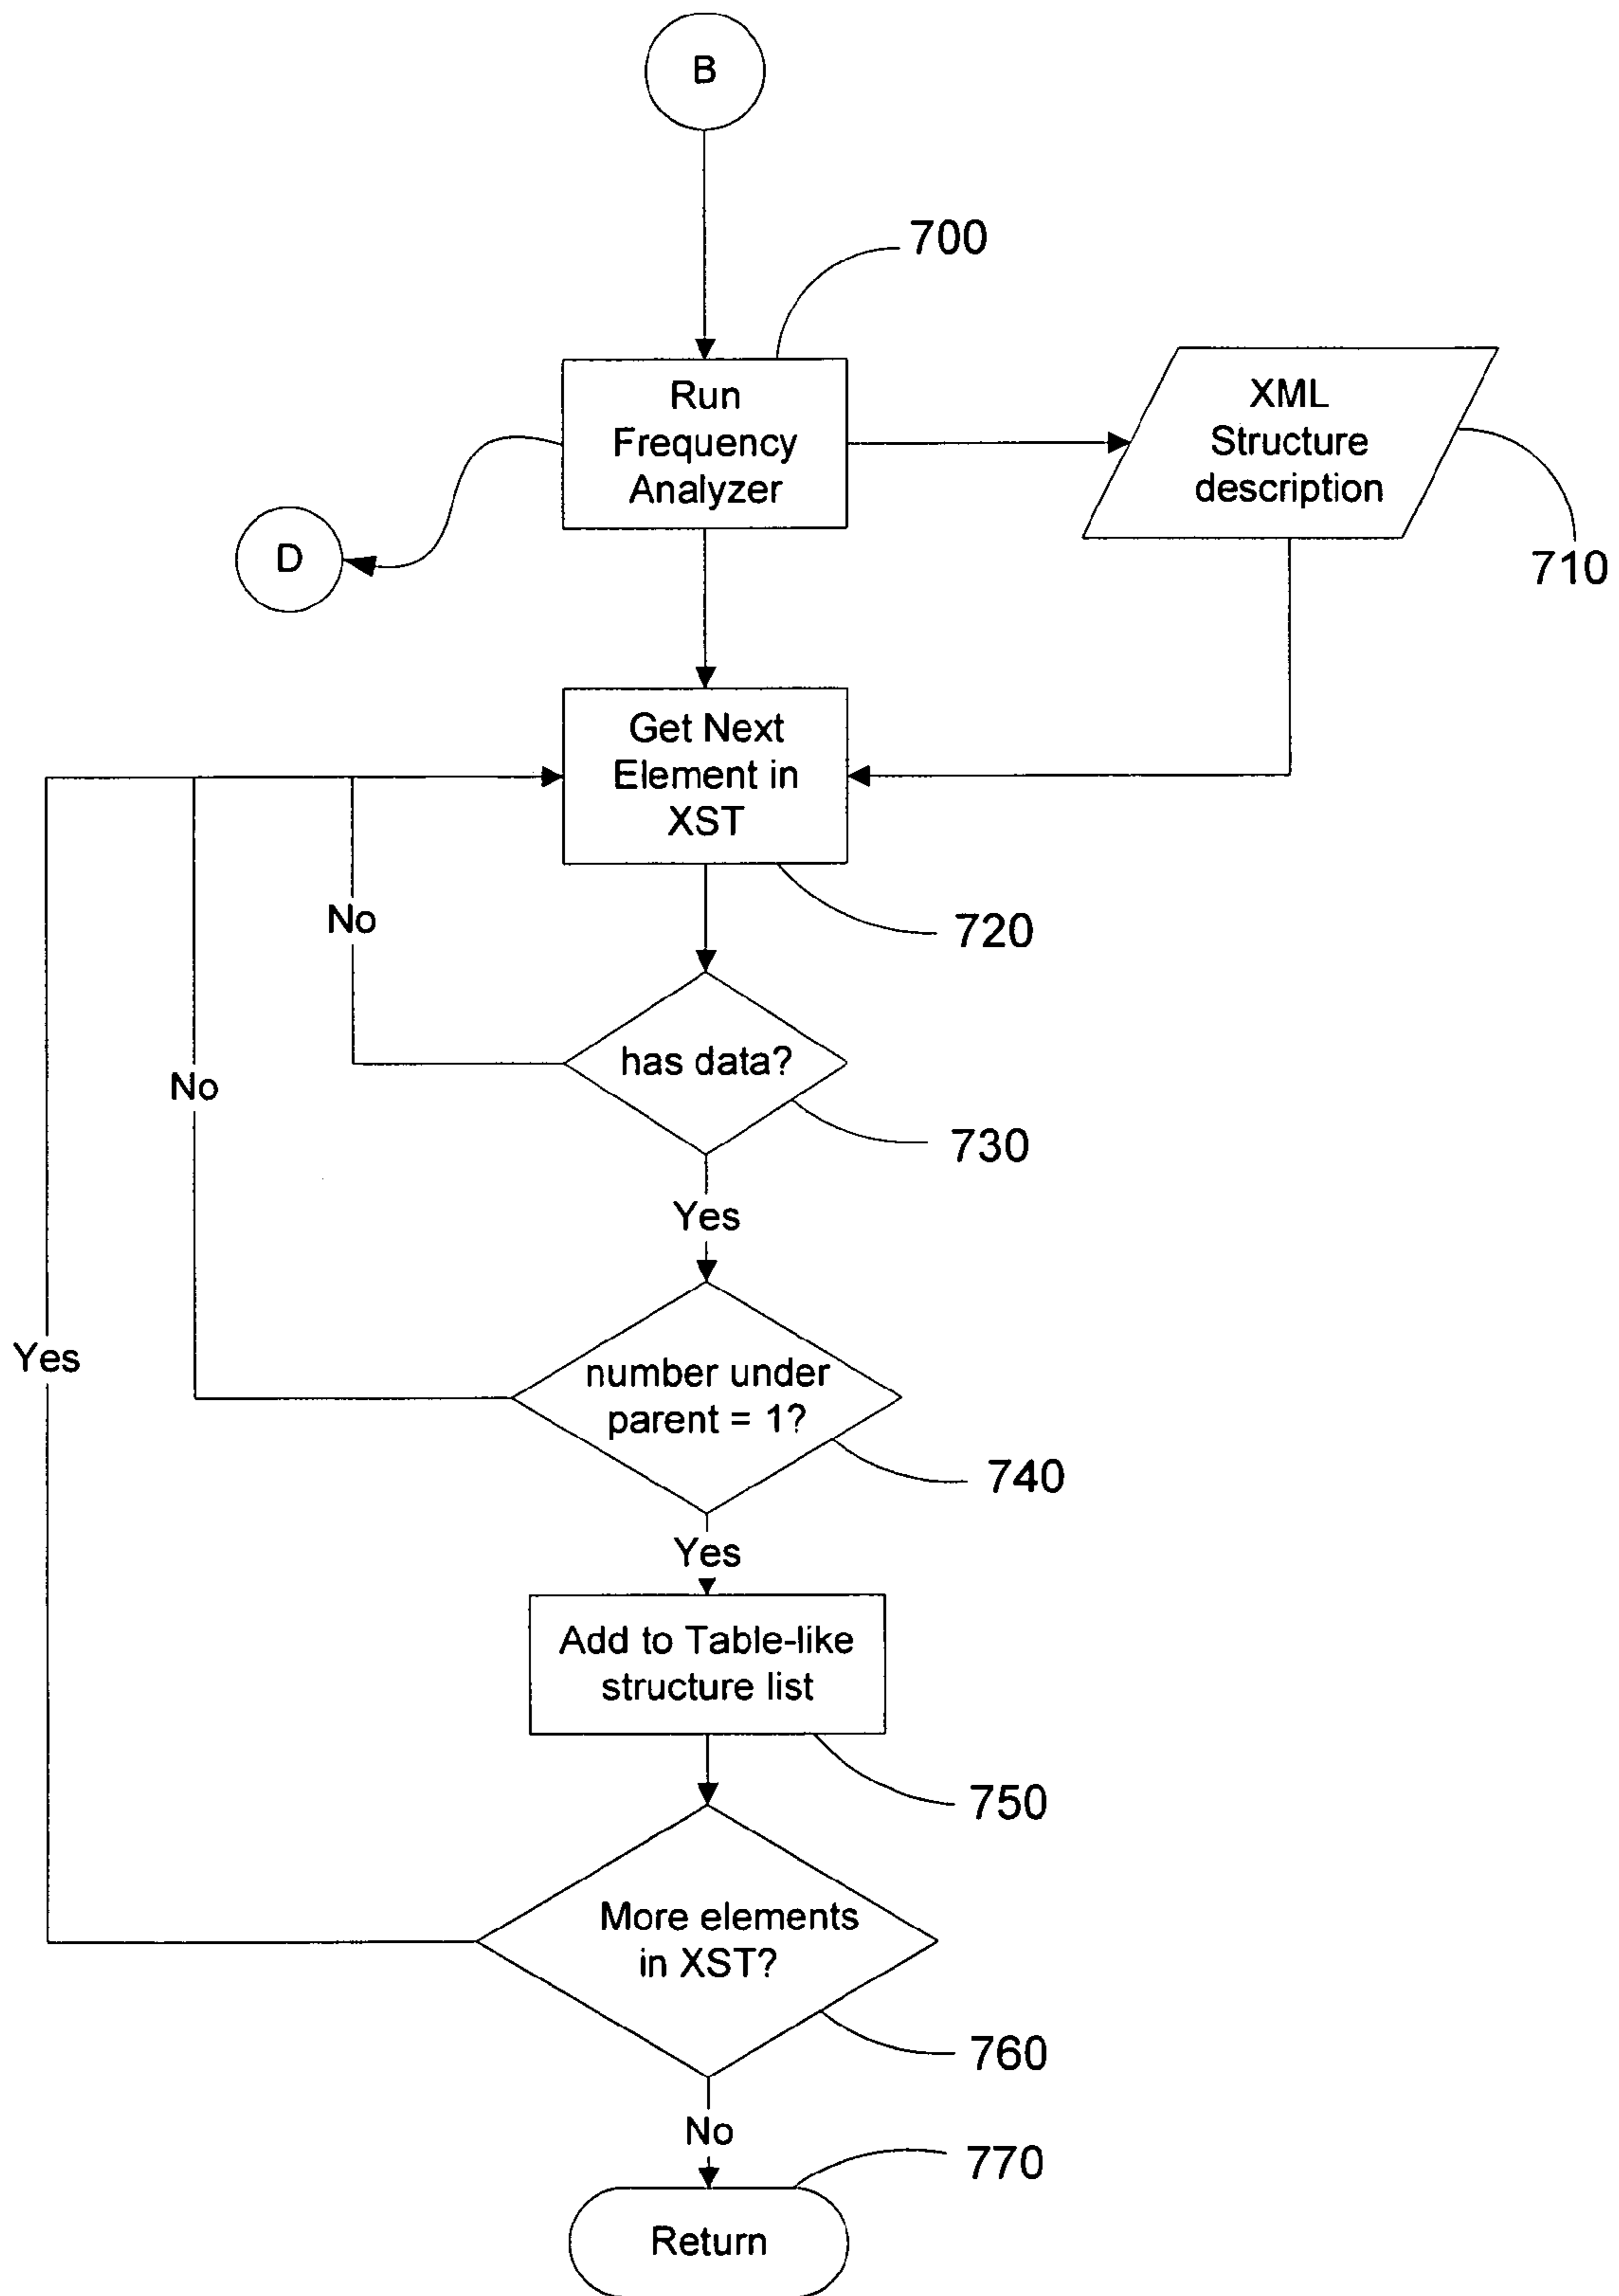 B
700
Run
Frequency
Analyzer
XML
Structure
description
D
710
Get Next
Element in
XST
No
720
has data?
No
730
Yes
Yes
number under
parent = 1?
740
Yes
Add to Table-like
structure list
750
More elements
in XST?
760
No
770
Return